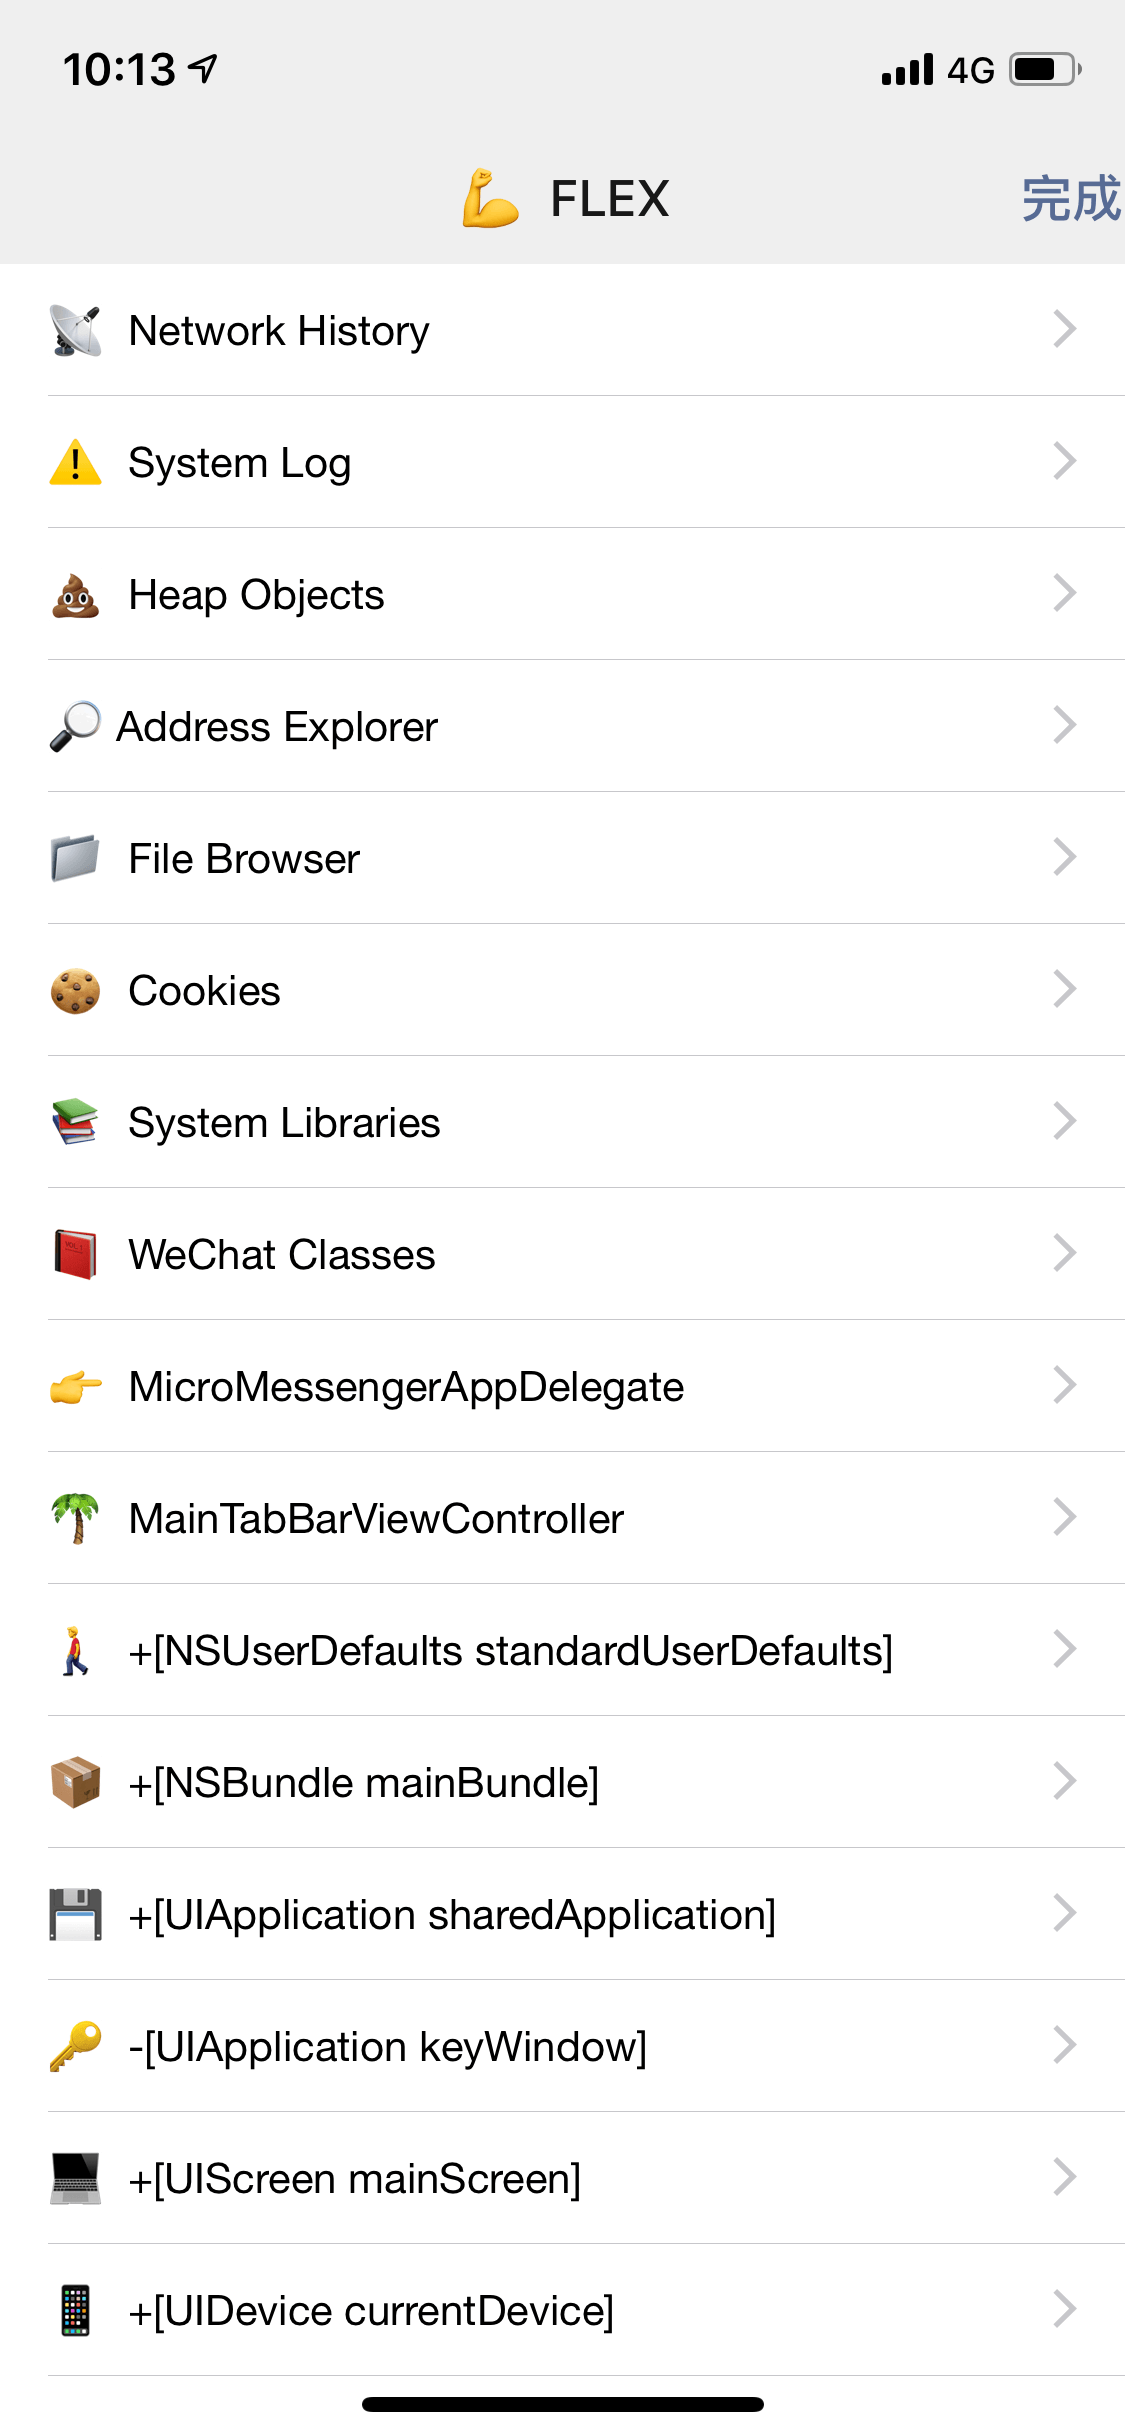 10:13 4G
💪 FLEX 完成
📡 Network History
⚠️ System Log
💩 Heap Objects
🔎 Address Explorer
📁 File Browser
🍪 Cookies
📚 System Libraries
📕 WeChat Classes
👉 MicroMessengerAppDelegate
🌴 MainTabBarViewController
🚶 +[NSUserDefaults standardUserDefaults]
📦 +[NSBundle mainBundle]
💾 +[UIApplication sharedApplication]
🔑 -[UIApplication keyWindow]
💻 +[UIScreen mainScreen]
📱 +[UIDevice currentDevice]